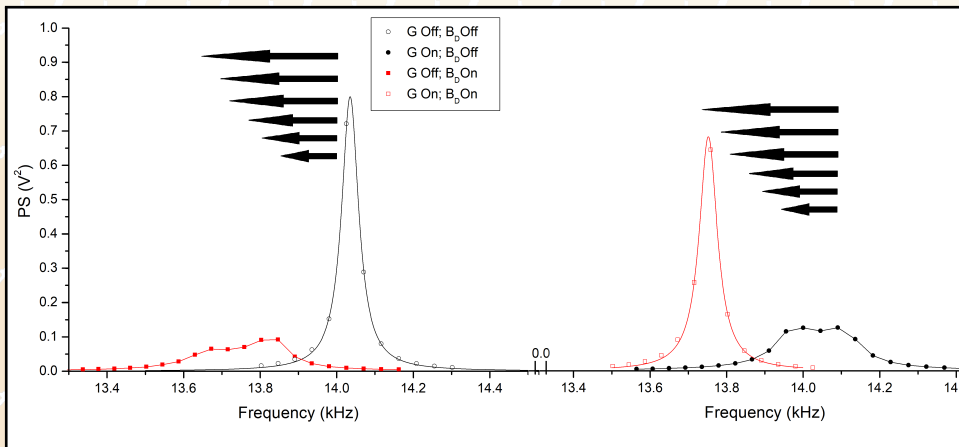 1.0
0.9
0.8
0.7
0.6
0.5
0.4
0.3
0.2
0.1
0.0
PS (V²)
G Off; B_D Off
G On; B_D Off
G Off; B_D On
G On; B_D On
13.4 13.6 13.8 14.0 14.2 14.4
Frequency (kHz)
0.0
13.4 13.6 13.8 14.0 14.2 14.
Frequency (kHz)